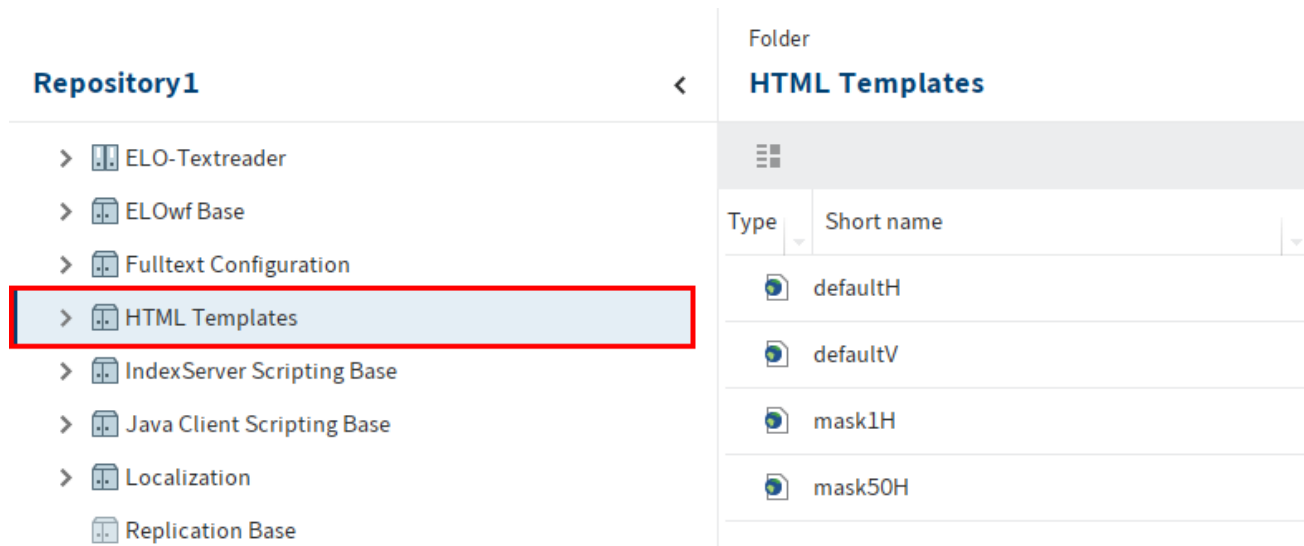 Repository1
ELO-Textreader
ELOwf Base
Fulltext Configuration
HTML Templates
IndexServer Scripting Base
Java Client Scripting Base
Localization
Replication Base
Folder
HTML Templates
Type Short name
defaultH
defaultV
mask1H
mask50H